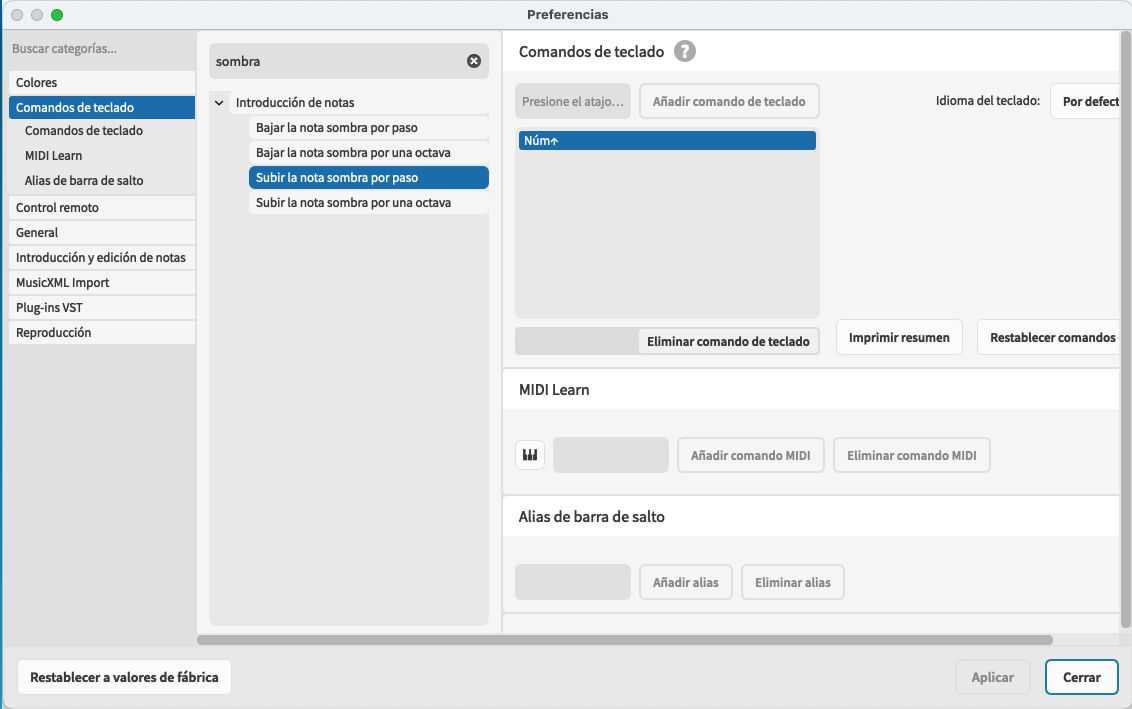 Preferencias
Buscar categorías...
Colores
Comandos de teclado
Comandos de teclado
MIDI Learn
Alias de barra de salto
Control remoto
General
Introducción y edición de notas
MusicXML Import
Plug-ins VST
Reproducción
sombra
Introducción de notas
Bajar la nota sombra por paso
Bajar la nota sombra por una octava
Subir la nota sombra por paso
Subir la nota sombra por una octava
Comandos de teclado ?
Presione el atajo... Añadir comando de teclado Idioma del teclado: Por defect
Núm↑
Eliminar comando de teclado Imprimir resumen Restablecer comandos
MIDI Learn
Añadir comando MIDI Eliminar comando MIDI
Alias de barra de salto
Añadir alias Eliminar alias
Restablecer a valores de fábrica Aplicar Cerrar